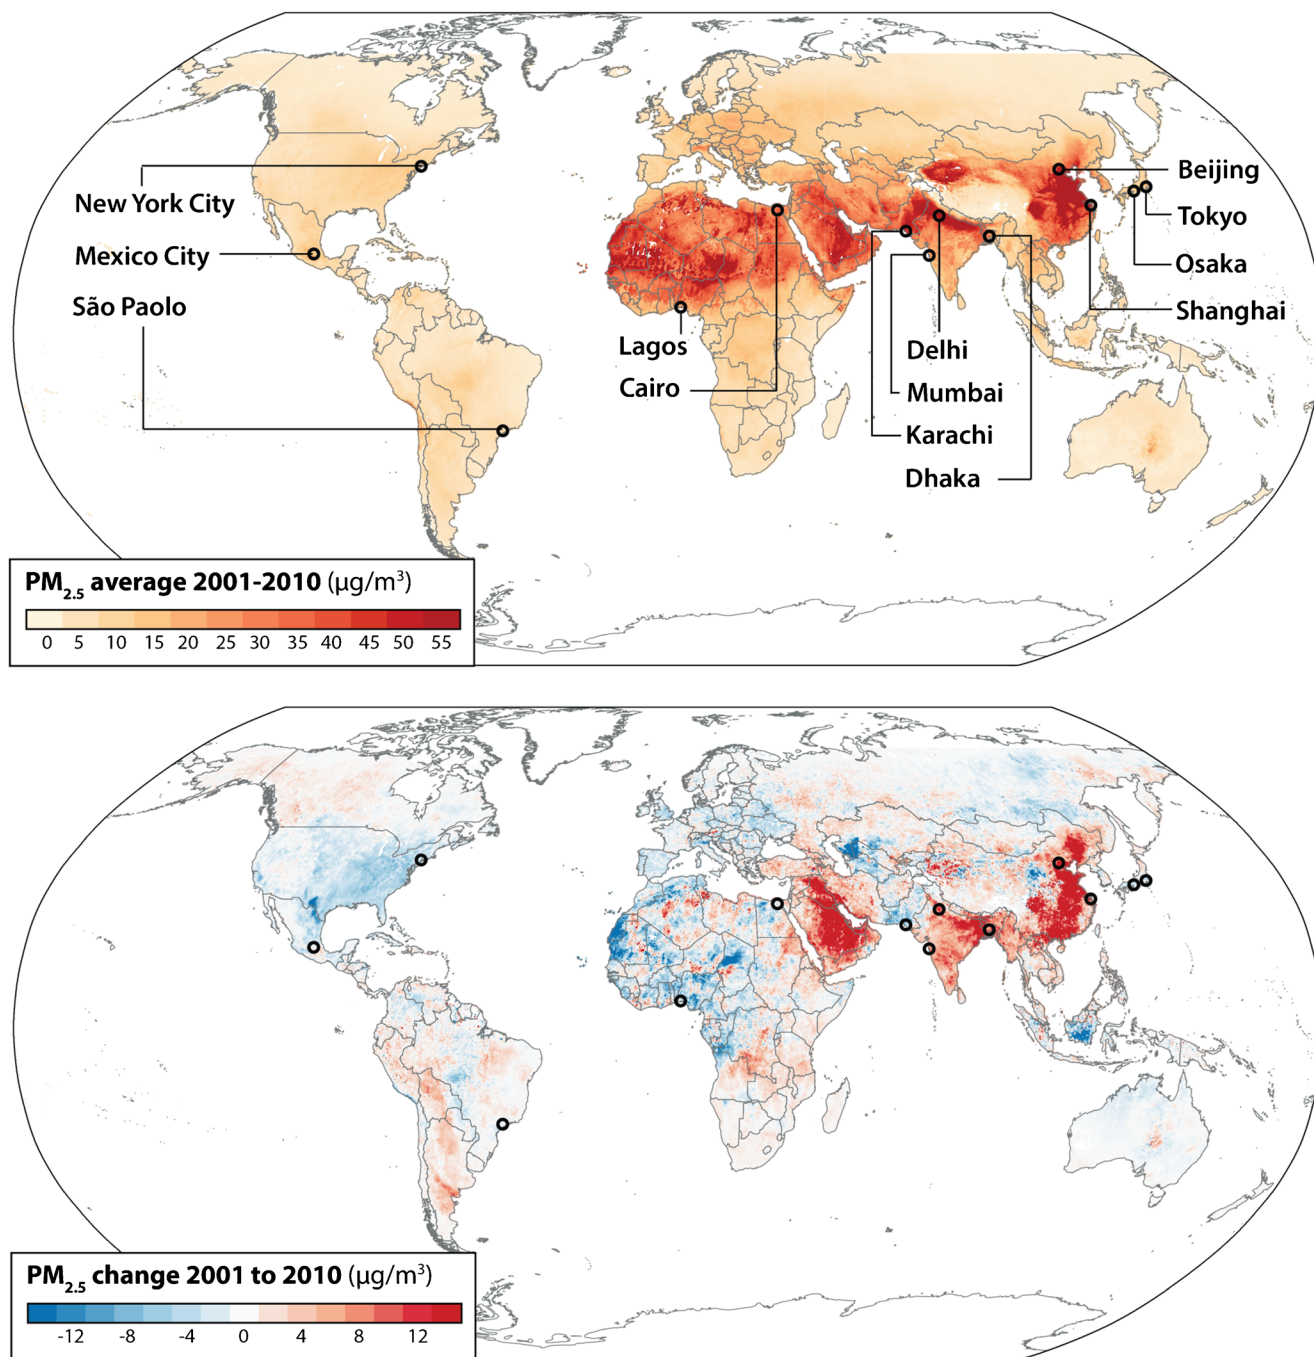 New York City
Mexico City
São Paolo
Lagos
Cairo
Beijing
Tokyo
Osaka
Shanghai
Delhi
Mumbai
Karachi
Dhaka
PM2.5 average 2001-2010 (µg/m³)
0 5 10 15 20 25 30 35 40 45 50 55
PM2.5 change 2001 to 2010 (µg/m³)
-12 -8 -4 0 4 8 12